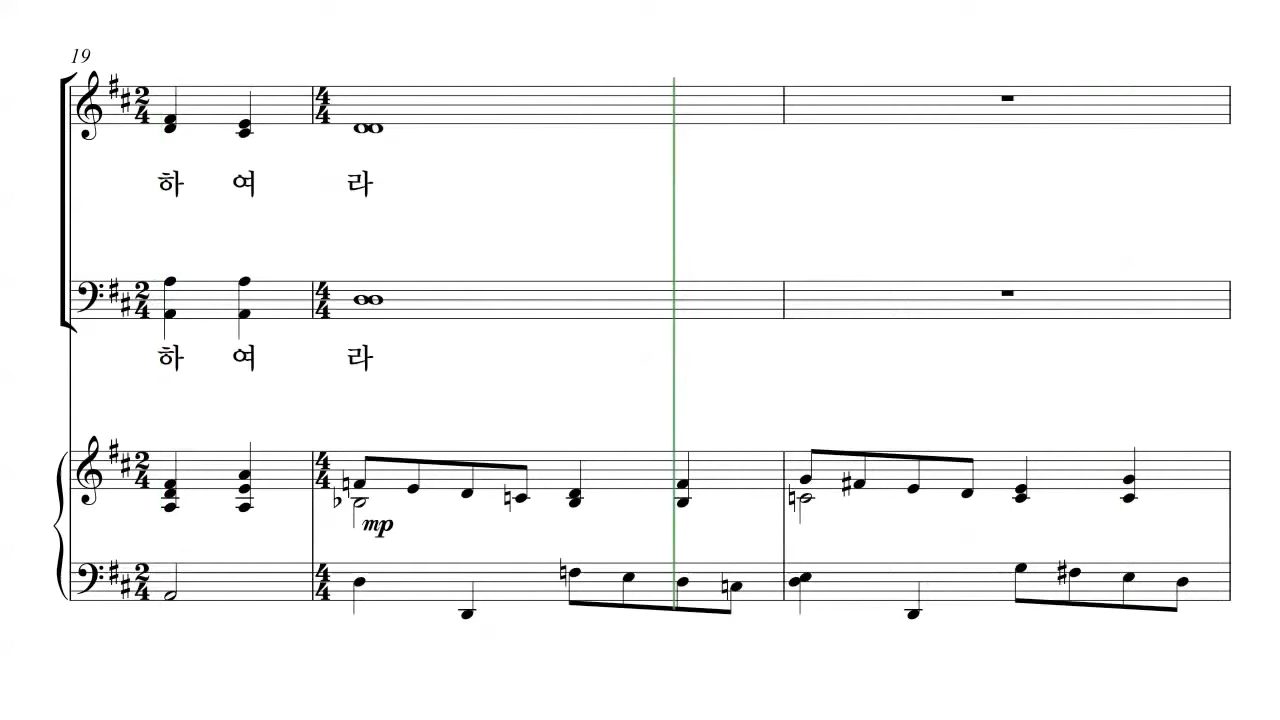 19
하 여 라
하 여 라
mp